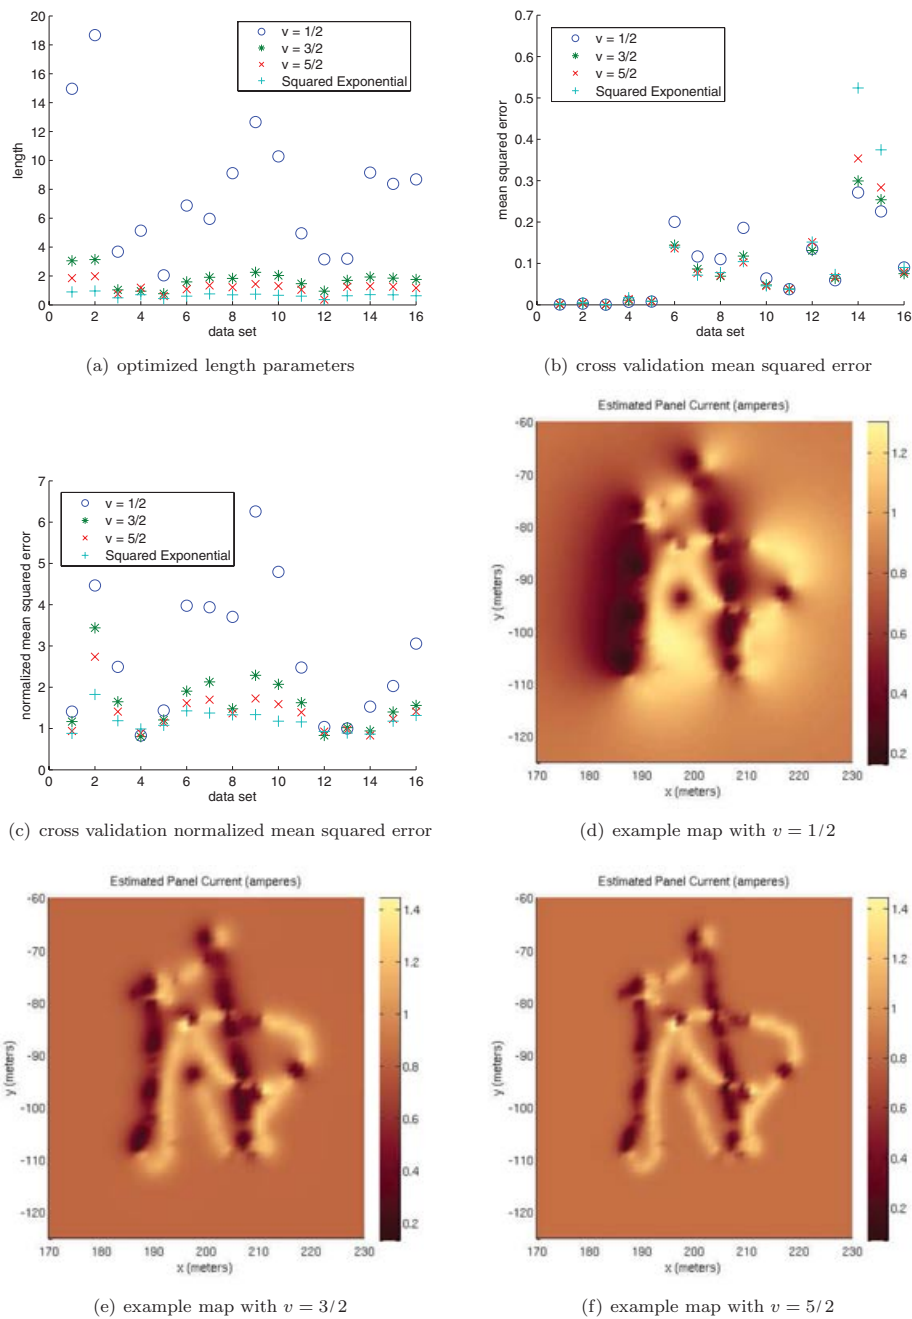 20
18
16
14
12
10
8
6
4
2
0
length
0 2 4 6 8 10 12 14 16
data set
v = 1/2
v = 3/2
v = 5/2
Squared Exponential
(a) optimized length parameters
0.7
0.6
0.5
0.4
0.3
0.2
0.1
0
mean squared error
0 2 4 6 8 10 12 14 16
data set
v = 1/2
v = 3/2
v = 5/2
Squared Exponential
(b) cross validation mean squared error
7
6
5
4
3
2
1
0
normalized mean squared error
0 2 4 6 8 10 12 14 16
data set
v = 1/2
v = 3/2
v = 5/2
Squared Exponential
(c) cross validation normalized mean squared error
Estimated Panel Current (amperes)
-60
-70
-80
-90
-100
-110
-120
y (meters)
170 180 190 200 210 220 230
x (meters)
1.2
1
0.8
0.6
0.4
0.2
(d) example map with v = 1/2
Estimated Panel Current (amperes)
-60
-70
-80
-90
-100
-110
-120
y (meters)
170 180 190 200 210 220 230
x (meters)
1.4
1.2
1
0.8
0.6
0.4
0.2
(e) example map with v = 3/2
Estimated Panel Current (amperes)
-60
-70
-80
-90
-100
-110
-120
y (meters)
170 180 190 200 210 220 230
x (meters)
1.4
1.2
1
0.8
0.6
0.4
0.2
(f) example map with v = 5/2